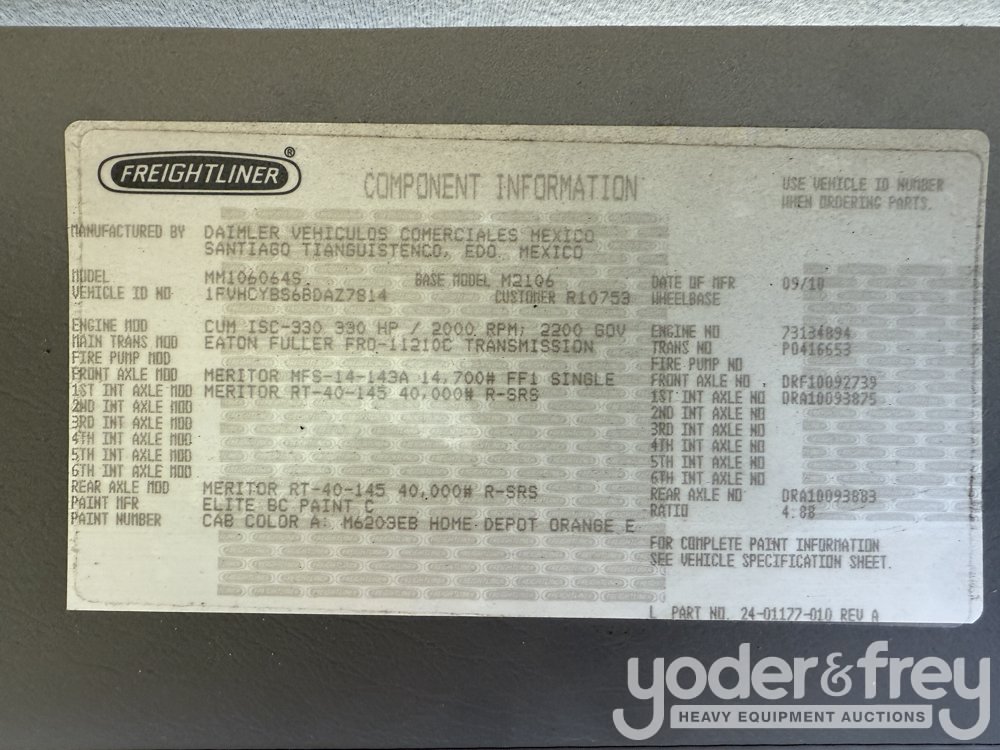 FREIGHTLINER ®
COMPONENT INFORMATION
USE VEHICLE ID NUMBER
WHEN ORDERING PARTS.
MANUFACTURED BY DAIMLER VEHICULOS COMERCIALES MEXICO
SANTIAGO TIANGUISTENCO, EDO. MEXICO
MODEL MM106064S BASE MODEL M2106 DATE OF MFR 09/10
VEHICLE ID NO 1FVHCYBS6BDAZ7814 CUSTOMER R10753 WHEELBASE
ENGINE MOD CUM ISC-330 330 HP / 2000 RPM; 2200 GOV ENGINE NO 73134894
MAIN TRANS MOD EATON FULLER FRO-11210C TRANSMISSION TRANS NO P0416653
FIRE PUMP MOD FIRE PUMP NO
FRONT AXLE MOD MERITOR MFS-14-143A 14,700# FF1 SINGLE FRONT AXLE NO DRF10092739
1ST INT AXLE MOD MERITOR RT-40-145 40,000# R-SRS 1ST INT AXLE NO DRA10093875
2ND INT AXLE MOD 2ND INT AXLE NO
3RD INT AXLE MOD 3RD INT AXLE NO
4TH INT AXLE MOD 4TH INT AXLE NO
5TH INT AXLE MOD 5TH INT AXLE NO
6TH INT AXLE MOD 6TH INT AXLE NO
REAR AXLE MOD MERITOR RT-40-145 40,000# R-SRS REAR AXLE NO DRA10093883
PAINT MFR ELITE BC PAINT C RATIO 4.88
PAINT NUMBER CAB COLOR A: M6203EB HOME DEPOT ORANGE E
FOR COMPLETE PAINT INFORMATION
SEE VEHICLE SPECIFICATION SHEET.
L PART NO. 24-01177-010 REV A
yoder&frey
HEAVY EQUIPMENT AUCTIONS